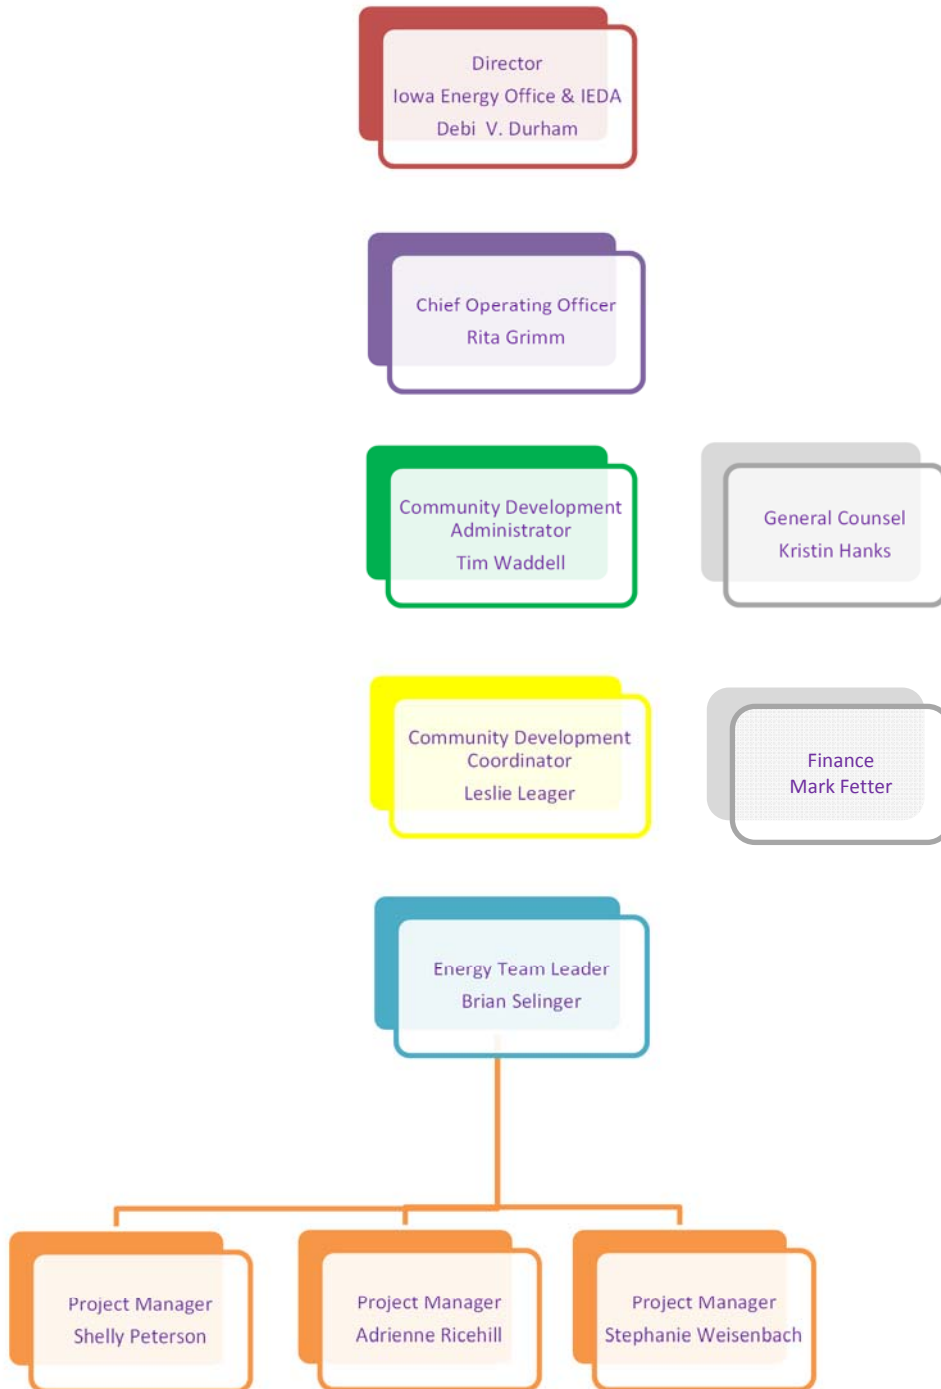 Director
Iowa Energy Office & IEDA
Debi V. Durham
Chief Operating Officer
Rita Grimm
Community Development
Administrator
Tim Waddell
General Counsel
Kristin Hanks
Community Development
Coordinator
Leslie Leager
Finance
Mark Fetter
Energy Team Leader
Brian Selinger
Project Manager
Shelly Peterson
Project Manager
Adrienne Ricehill
Project Manager
Stephanie Weisenbach